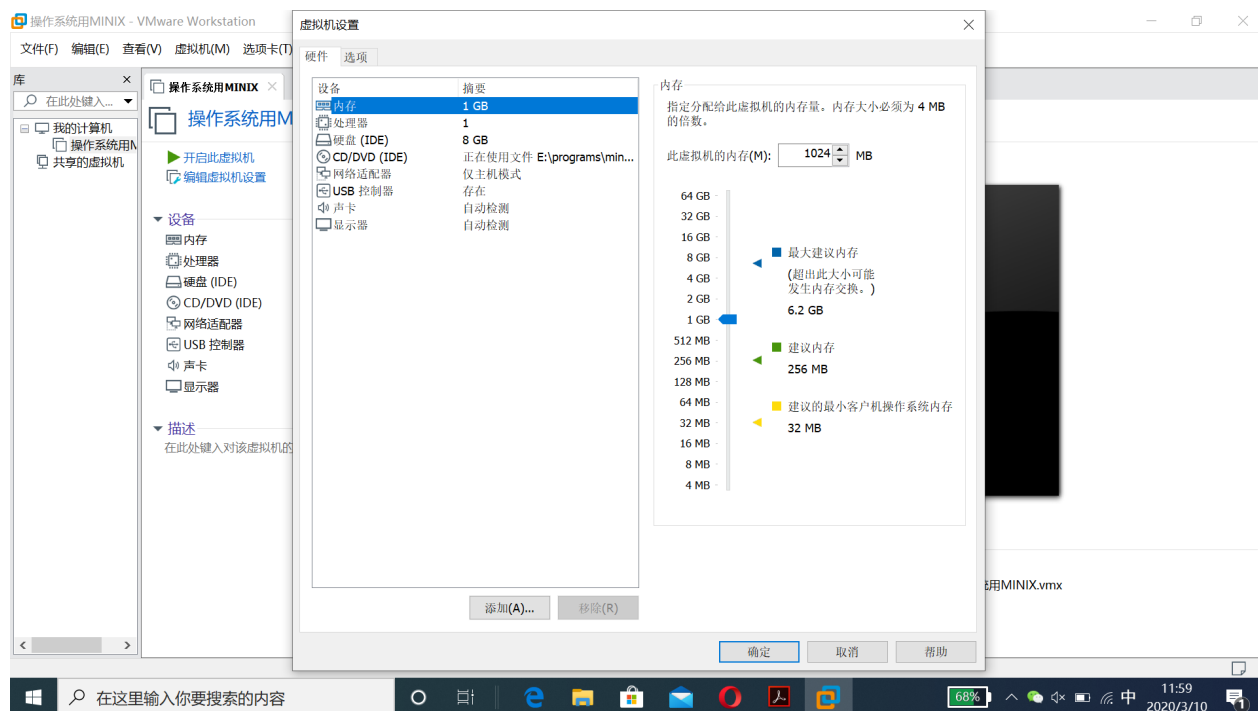 操作系统用MINIX - VMware Workstation
文件(F) 编辑(E) 查看(V) 虚拟机(M) 选项卡(T)
库
在此处键入...
我的计算机
操作系统用M
共享的虚拟机
操作系统用MINIX
操作系统用M
开启此虚拟机
编辑虚拟机设置
设备
内存
处理器
硬盘 (IDE)
CD/DVD (IDE)
网络适配器
USB 控制器
声卡
显示器
描述
在此处键入对该虚拟机的
虚拟机设置
硬件 选项
设备 摘要
内存 1 GB
处理器 1
硬盘 (IDE) 8 GB
CD/DVD (IDE) 正在使用文件 E:\programs\min...
网络适配器 仅主机模式
USB 控制器 存在
声卡 自动检测
显示器 自动检测
添加(A)... 移除(R)
内存
指定分配给此虚拟机的内存量。内存大小必须为 4 MB
的倍数。
此虚拟机的内存(M): 1024 MB
64 GB
32 GB
16 GB
8 GB
4 GB
2 GB
1 GB
512 MB
256 MB
128 MB
64 MB
32 MB
16 MB
8 MB
4 MB
最大建议内存
(超出此大小可能
发生内存交换。)
6.2 GB
建议内存
256 MB
建议的最小客户机操作系统内存
32 MB
确定 取消 帮助
用MINIX.vmx
在这里输入你要搜索的内容
68%
中
11:59
2020/3/10
1